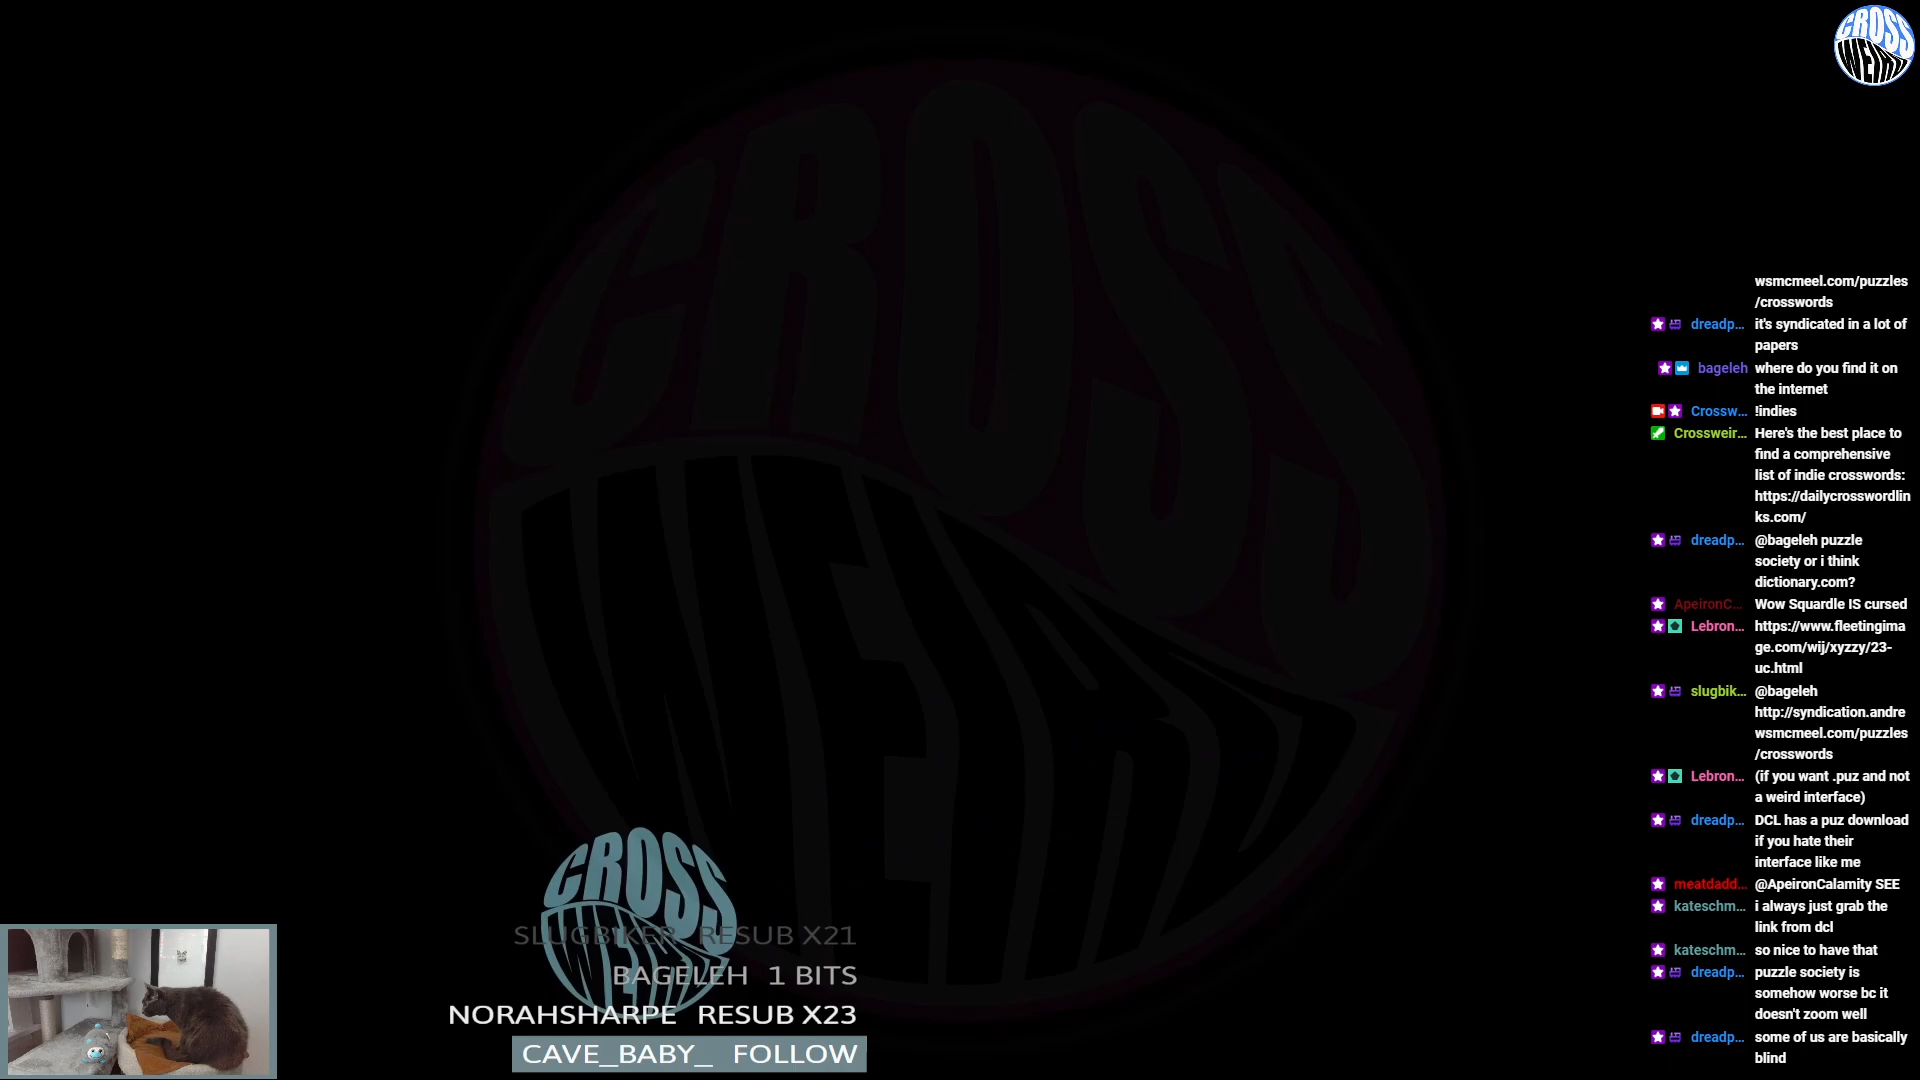 CROSS
WEIRD
CROSS
WEIRD
wsmcmeel.com/puzzles
/crosswords
dreadp... it's syndicated in a lot of
papers
bageleh where do you find it on
the internet
Crossw... !indies
Crossweir... Here's the best place to
find a comprehensive
list of indie crosswords:
https://dailycrosswordlin
ks.com/
dreadp... @bageleh puzzle
society or i think
dictionary.com?
ApeironC... Wow Squardle IS cursed
Lebron... https://www.fleetingima
ge.com/wij/xyzzy/23-
uc.html
slugbik... @bageleh
http://syndication.andre
wsmcmeel.com/puzzles
/crosswords
Lebron... (if you want .puz and not
a weird interface)
dreadp... DCL has a puz download
if you hate their
interface like me
meatdadd... @ApeironCalamity SEE
kateschm... i always just grab the
link from dcl
kateschm... so nice to have that
dreadp... puzzle society is
somehow worse bc it
doesn't zoom well
dreadp... some of us are basically
blind
CROSS
WEIRD
SLUGBIKER RESUB X21
BAGELEH 1 BITS
NORAHSHARPE RESUB X23
CAVE_BABY_ FOLLOW